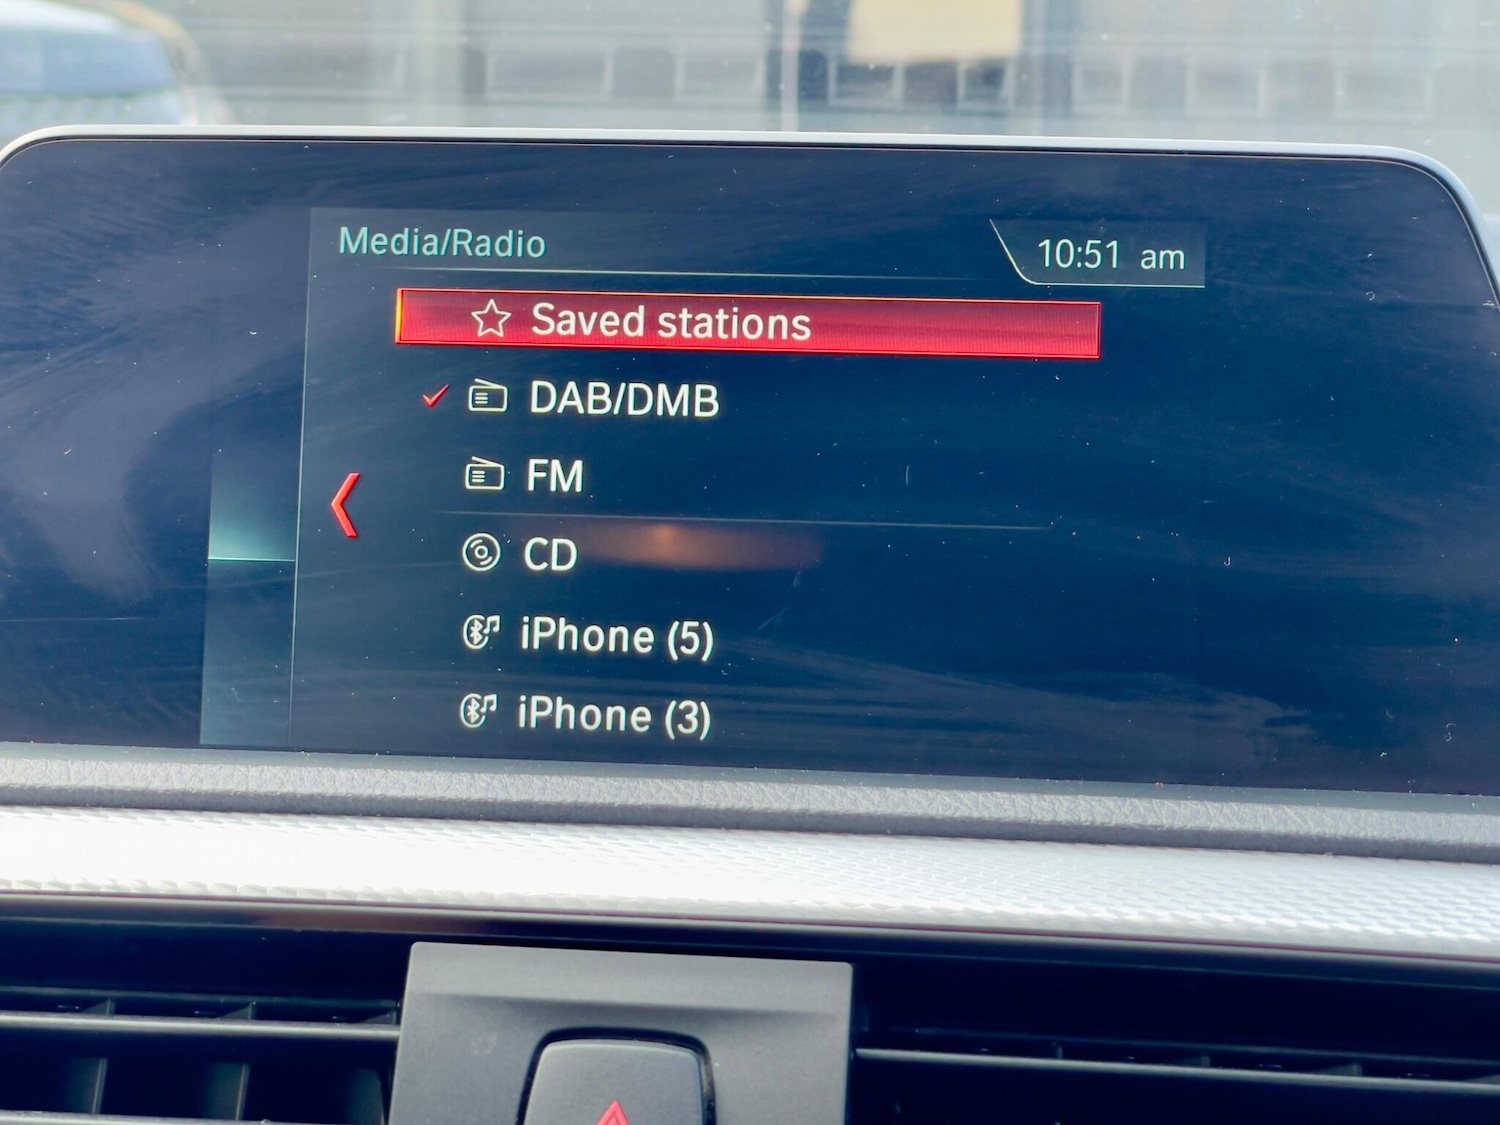 Media/Radio
10:51 am
Saved stations
DAB/DMB
FM
CD
iPhone (5)
iPhone (3)